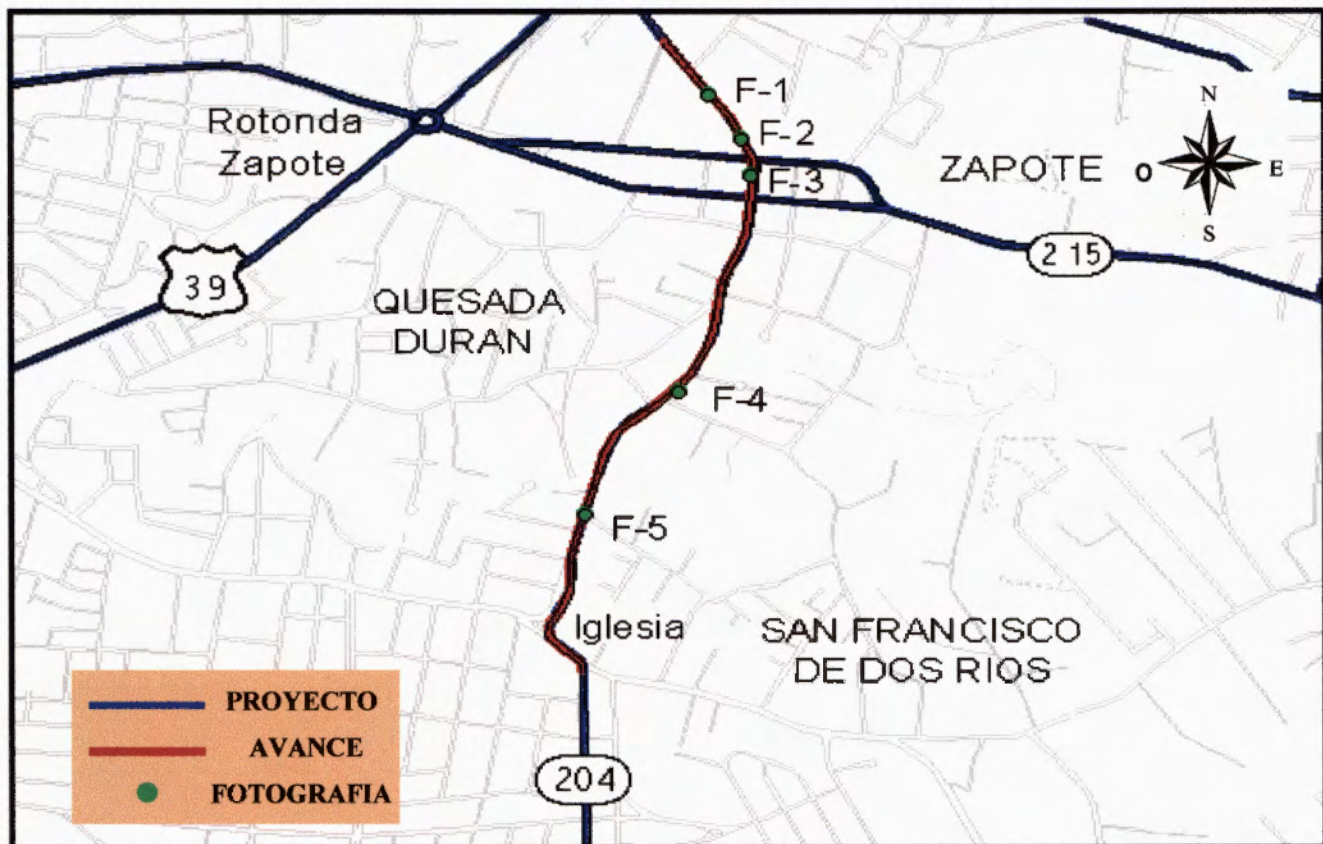 F-1
F-2
Rotonda
Zapote
F-3
ZAPOTE
N
O
E
S
2 15
39
QUESADA
DURAN
F-4
F-5
Iglesia
SAN FRANCISCO
DE DOS RIOS
PROYECTO
AVANCE
FOTOGRAFIA
204